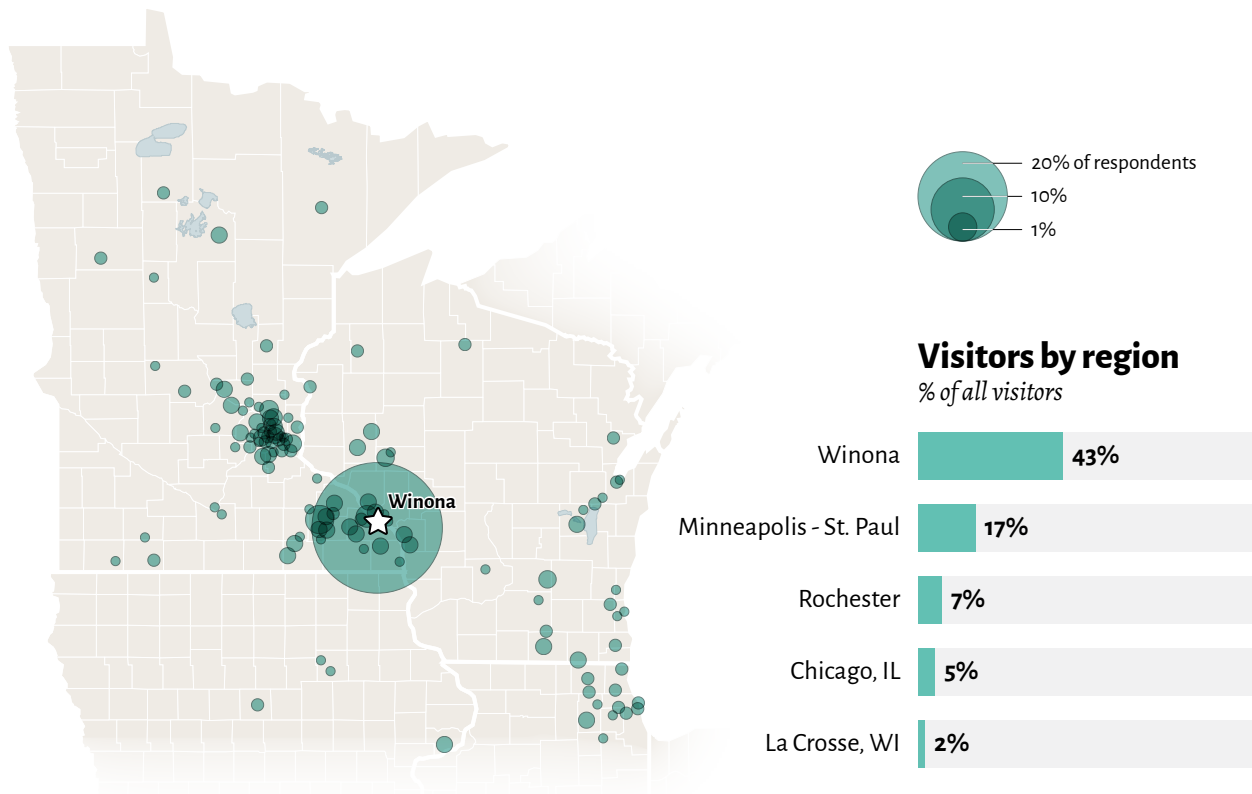 Winona
20% of respondents
10%
1%
Visitors by region
% of all visitors
Winona 43%
Minneapolis - St. Paul 17%
Rochester 7%
Chicago, IL 5%
La Crosse, WI 2%